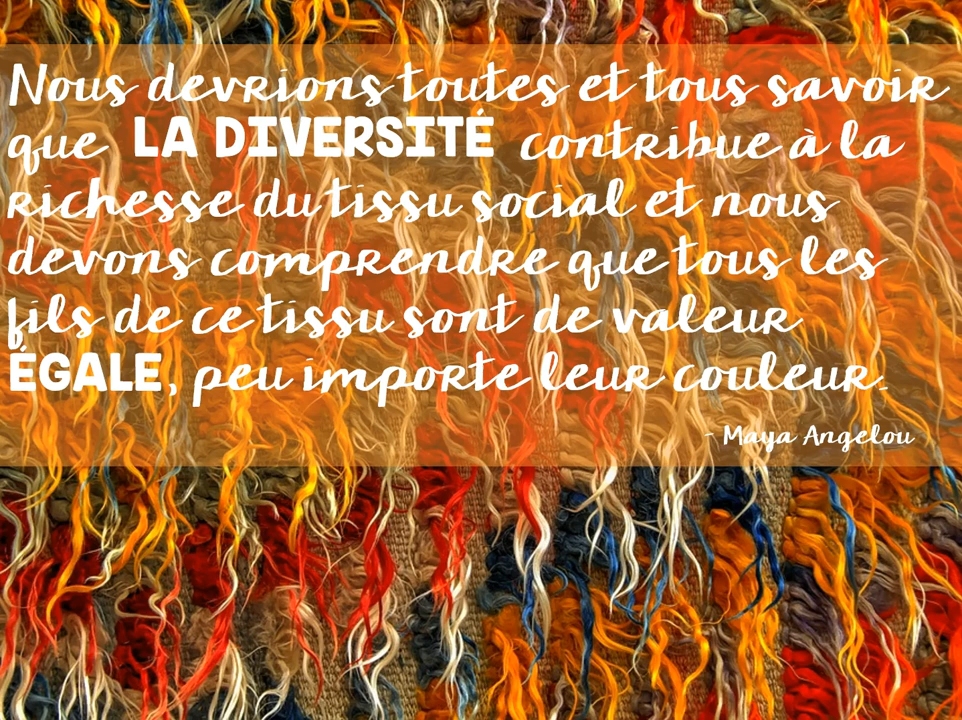 Nous devrions toutes et tous savoir
que LA DIVERSITÉ contribue à la
richesse du tissu social et nous
devons comprendre que tous les
fils de ce tissu sont de valeur
ÉGALE, peu importe leur couleur.
- Maya Angelou